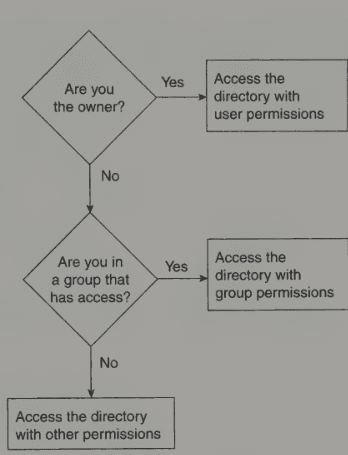 Are you
the owner?
Yes
Access the
directory with
user permissions
No
Are you in
a group that
has access?
Yes
Access the
directory with
group permissions
No
Access the directory
with other permissions